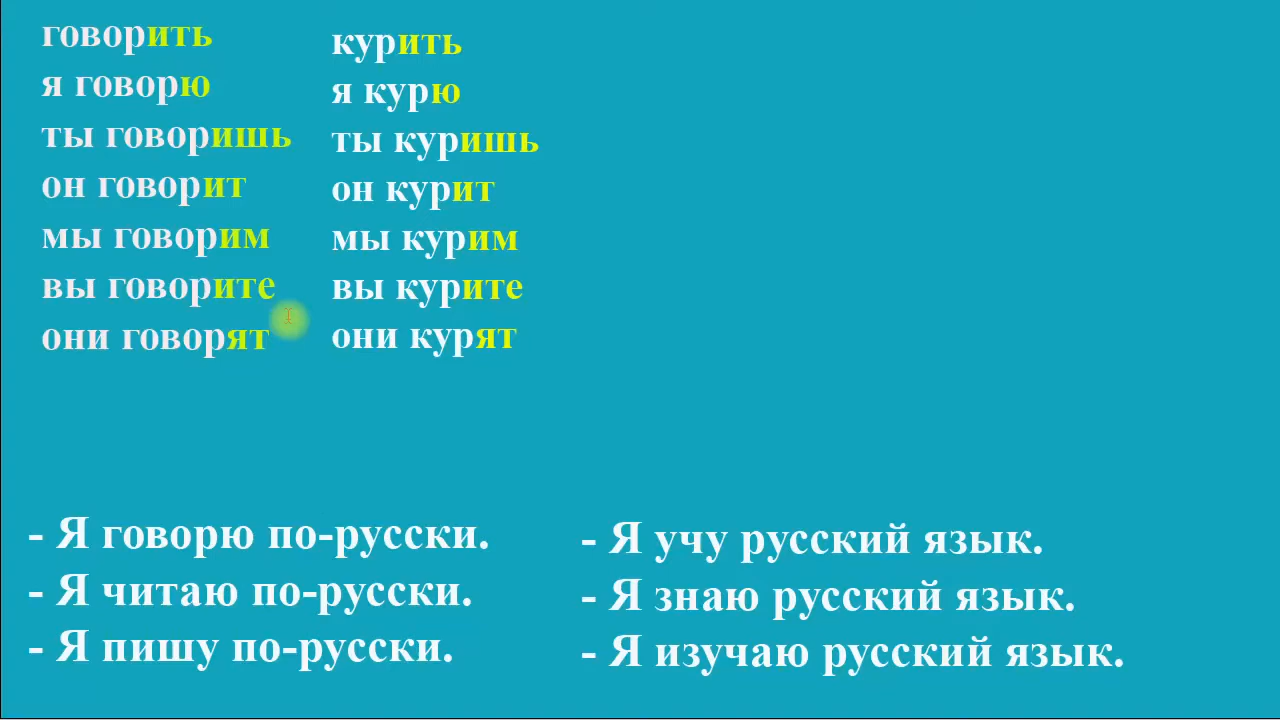 говорить
я говорю
ты говоришь
он говорит
мы говорим
вы говорите
они говорят
курить
я курю
ты куришь
он курит
мы курим
вы курите
они курят
- Я говорю по-русски.
- Я читаю по-русски.
- Я пишу по-русски.
- Я учу русский язык.
- Я знаю русский язык.
- Я изучаю русский язык.